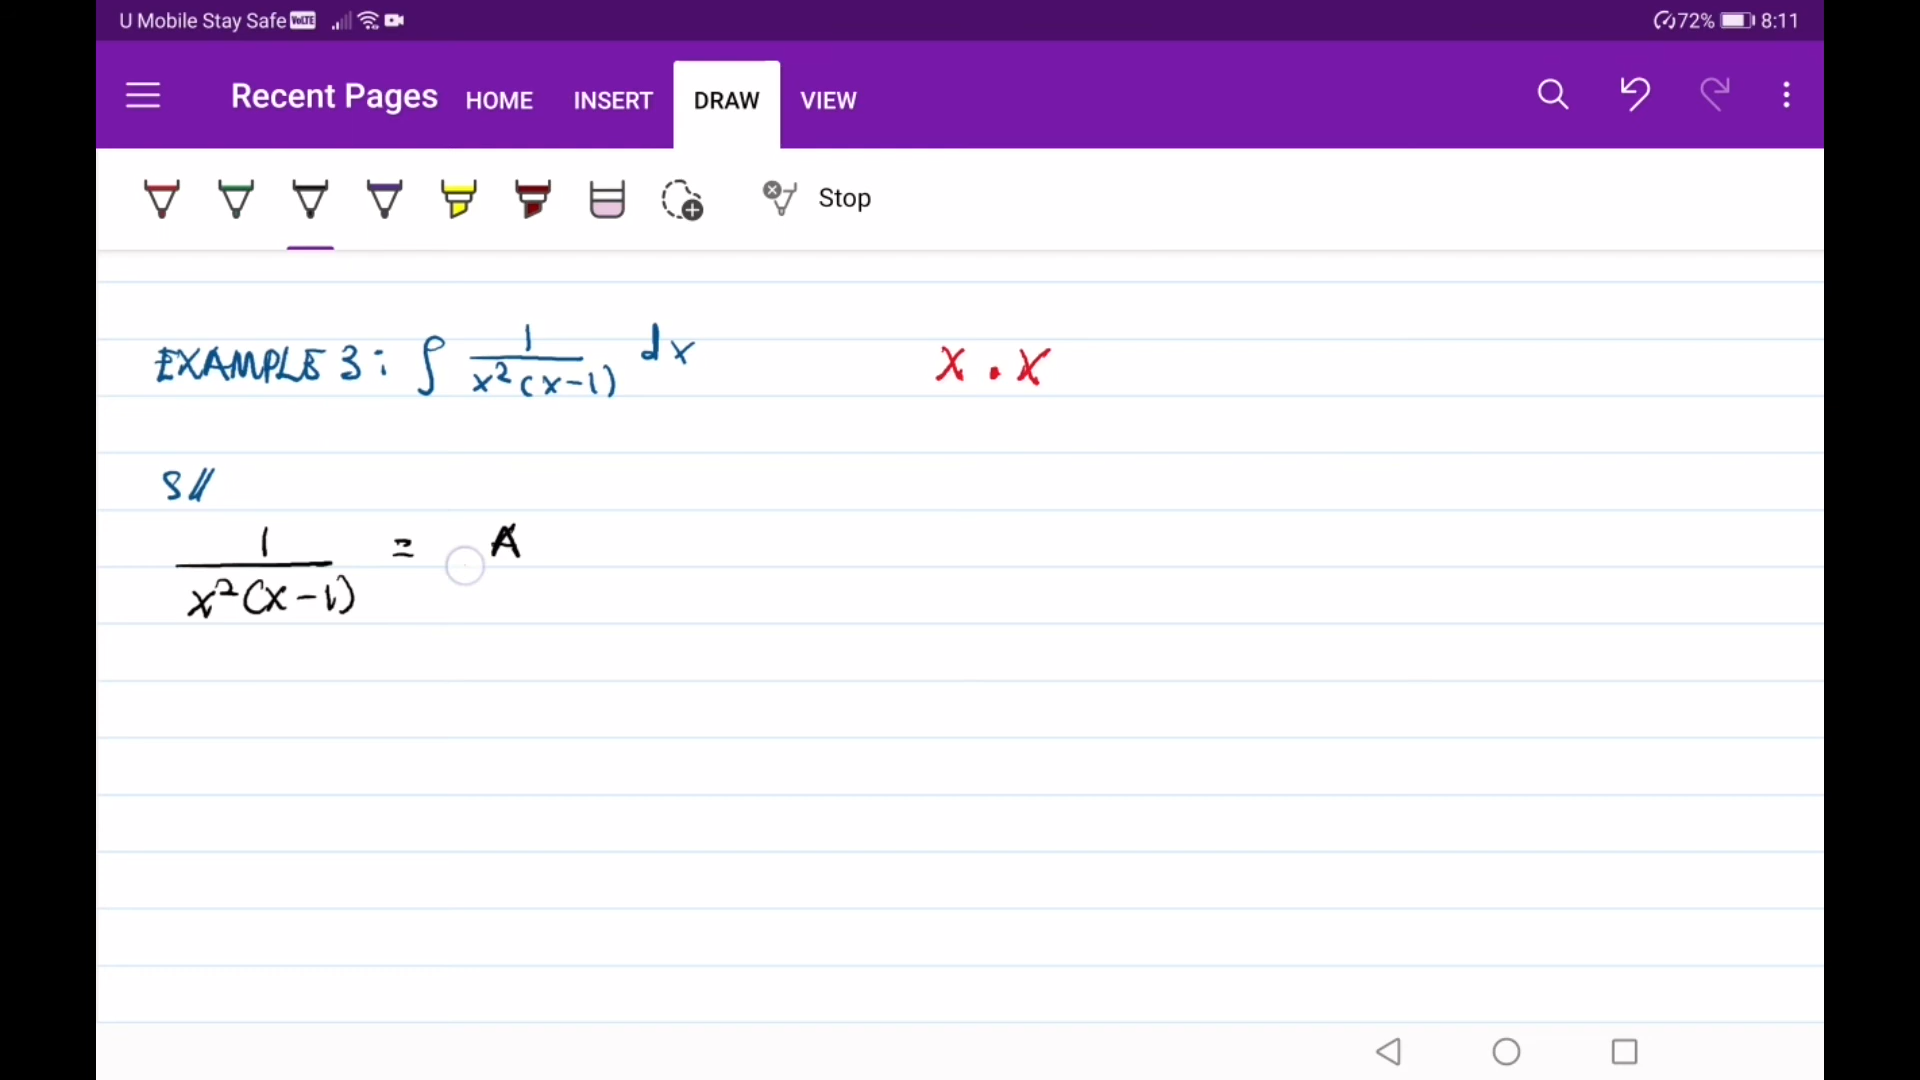 U Mobile Stay Safe VoLTE 72% 8:11
Recent Pages HOME INSERT DRAW VIEW
Stop
EXAMPLE 3: ∫ 1/(x²(x-1)) dx x · x
S//
1/(x²(x-1)) = A